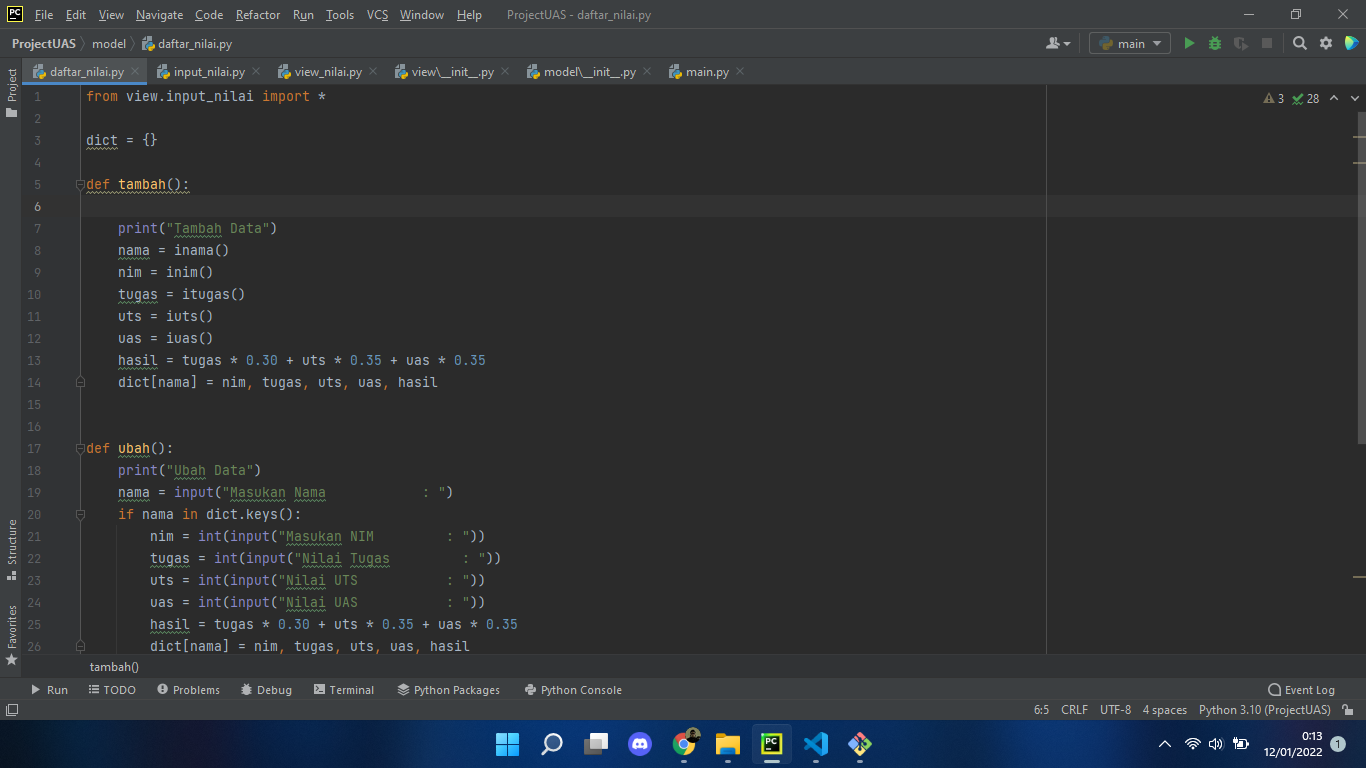 File Edit View Navigate Code Refactor Run Tools VCS Window Help ProjectUAS - daftar_nilai.py
ProjectUAS model daftar_nilai.py main
daftar_nilai.py input_nilai.py view_nilai.py view\__init__.py model\__init__.py main.py
Project
Structure
Favorites
3 28
1 from view.input_nilai import *
2
3 dict = {}
4
5 def tambah():
6
7 print("Tambah Data")
8 nama = inama()
9 nim = inim()
10 tugas = itugas()
11 uts = iuts()
12 uas = iuas()
13 hasil = tugas * 0.30 + uts * 0.35 + uas * 0.35
14 dict[nama] = nim, tugas, uts, uas, hasil
15
16
17 def ubah():
18 print("Ubah Data")
19 nama = input("Masukan Nama            : ")
20 if nama in dict.keys():
21 nim = int(input("Masukan NIM         : "))
22 tugas = int(input("Nilai Tugas         : "))
23 uts = int(input("Nilai UTS           : "))
24 uas = int(input("Nilai UAS           : "))
25 hasil = tugas * 0.30 + uts * 0.35 + uas * 0.35
26 dict[nama] = nim, tugas, uts, uas, hasil
tambah()
Run TODO Problems Debug Terminal Python Packages Python Console Event Log
6:5 CRLF UTF-8 4 spaces Python 3.10 (ProjectUAS)
PC
0:13
12/01/2022
1